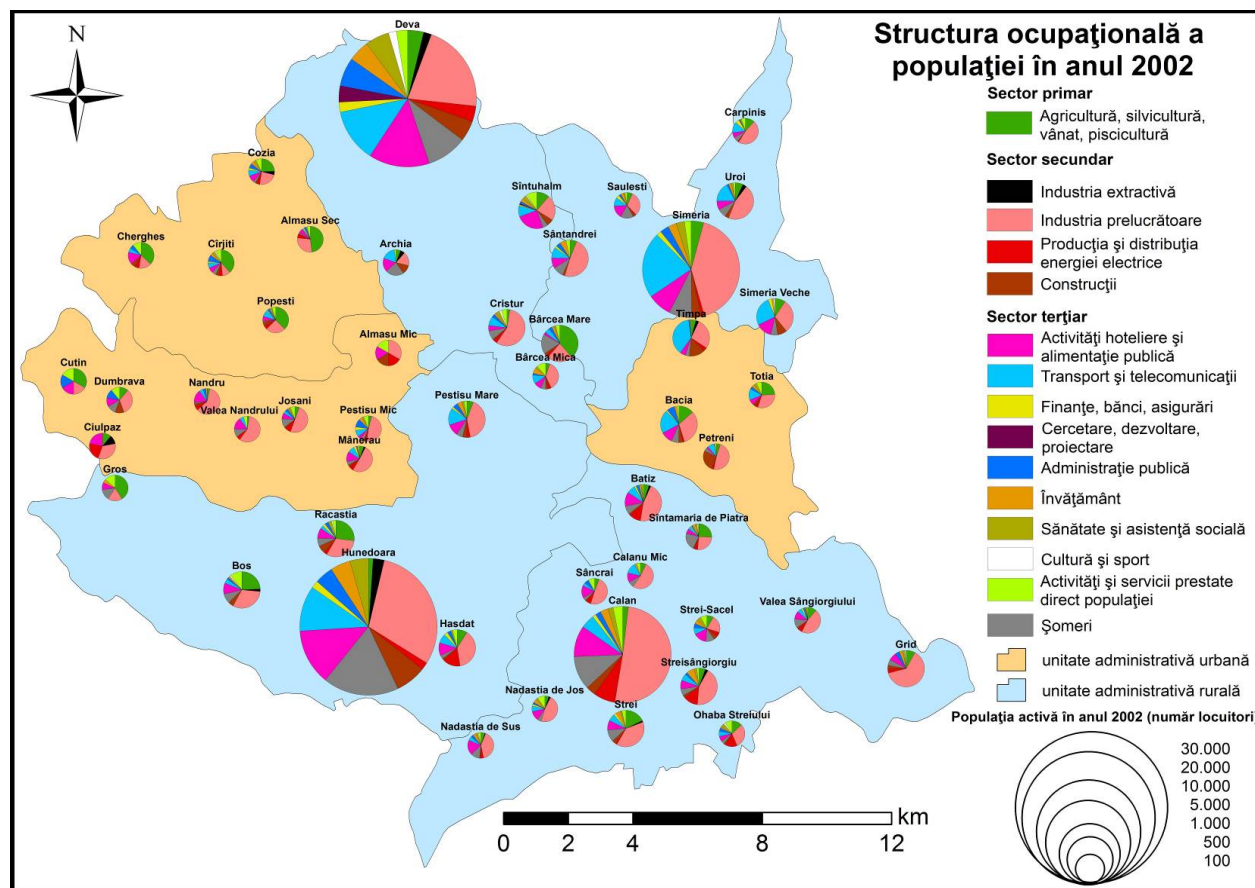 N
Structura ocupaţională a
populaţiei în anul 2002
Sector primar
Agricultură, silvicultură,
vânat, piscicultură
Sector secundar
Industria extractivă
Industria prelucrătoare
Producţia şi distribuţia
energiei electrice
Construcţii
Sector terţiar
Activităţi hoteliere şi
alimentaţie publică
Transport şi telecomunicaţii
Finanţe, bănci, asigurări
Cercetare, dezvoltare,
proiectare
Administraţie publică
Învăţământ
Sănătate şi asistenţă socială
Cultură şi sport
Activităţi şi servicii prestate
direct populaţiei
Şomeri
unitate administrativă urbană
unitate administrativă rurală
Populaţia activă în anul 2002 (număr locuitori)
30.000
20.000
10.000
5.000
1.000
500
100
Deva
Carpinis
Cozia
Uroi
Sîntuhalm
Saulesti
Simeria
Almasu Sec
Sântandrei
Cherghes
Cîrjiti
Archia
Simeria Veche
Popesti
Cristur
Bârcea Mare
Timpa
Almasu Mic
Bârcea Mica
Cutin
Dumbrava
Nandru
Totia
Valea Nandrului
Josani
Pestisu Mic
Pestisu Mare
Bacia
Ciulpaz
Mânerau
Petreni
Gros
Batiz
Racastia
Sîntamaria de Piatra
Hunedoara
Bos
Calanu Mic
Sâncrai
Calan
Valea Sângiorgiului
Strei-Sacel
Hasdat
Grid
Streisângiorgiu
Nadastia de Jos
Strei
Ohaba Streiului
Nadastia de Sus
km
0 2 4 8 12